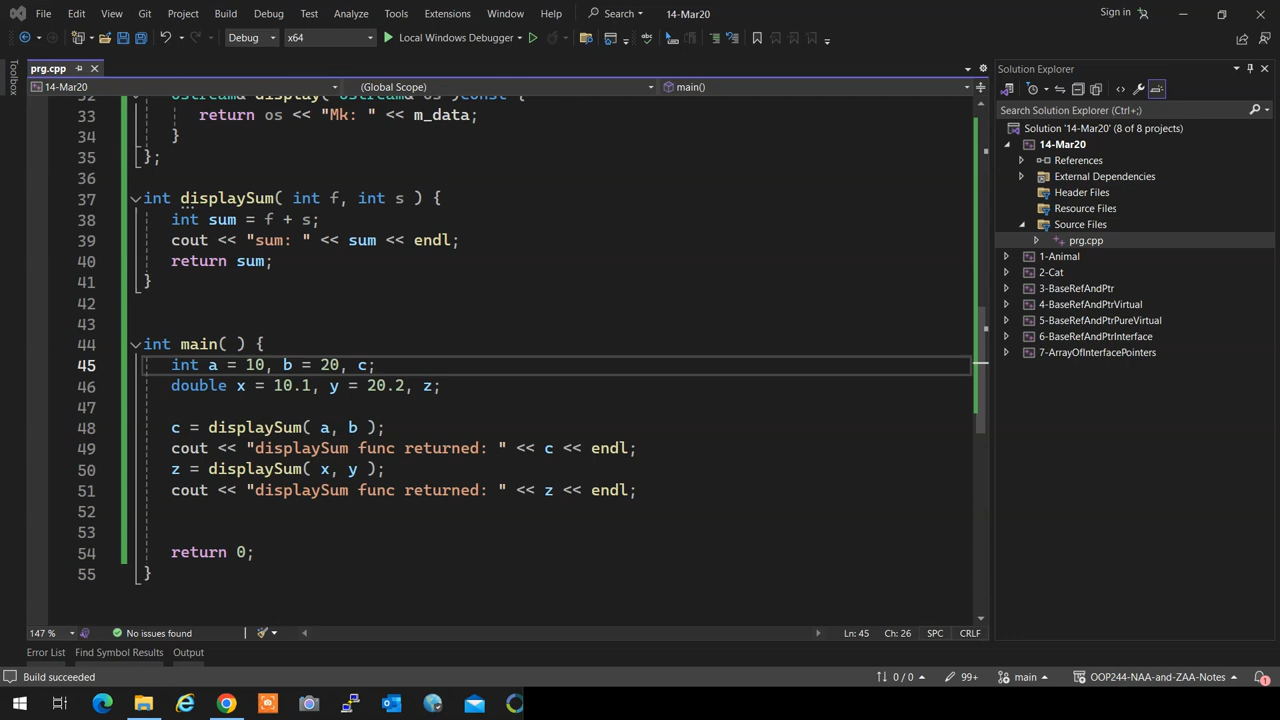 File Edit View Git Project Build Debug Test Analyze Tools Extensions Window Help Search 14-Mar20 Sign in
Debug x64 Local Windows Debugger
Toolbox
prg.cpp
14-Mar20 (Global Scope) main()
32 ostream& display( ostream& os )const {
33 return os << "Mk: " << m_data;
34 }
35 };
36
37 int displaySum( int f, int s ) {
38 int sum = f + s;
39 cout << "sum: " << sum << endl;
40 return sum;
41 }
42
43
44 int main( ) {
45 int a = 10, b = 20, c;
46 double x = 10.1, y = 20.2, z;
47
48 c = displaySum( a, b );
49 cout << "displaySum func returned: " << c << endl;
50 z = displaySum( x, y );
51 cout << "displaySum func returned: " << z << endl;
52
53
54 return 0;
55 }
147 % No issues found Ln: 45 Ch: 26 SPC CRLF
Error List Find Symbol Results Output
Build succeeded 0 / 0 99+ main OOP244-NAA-and-ZAA-Notes 1
Solution Explorer
Search Solution Explorer (Ctrl+;)
Solution '14-Mar20' (8 of 8 projects)
14-Mar20
References
External Dependencies
Header Files
Resource Files
Source Files
prg.cpp
1-Animal
2-Cat
3-BaseRefAndPtr
4-BaseRefAndPtrVirtual
5-BaseRefAndPtrPureVirtual
6-BaseRefAndPtrInterface
7-ArrayOfInterfacePointers